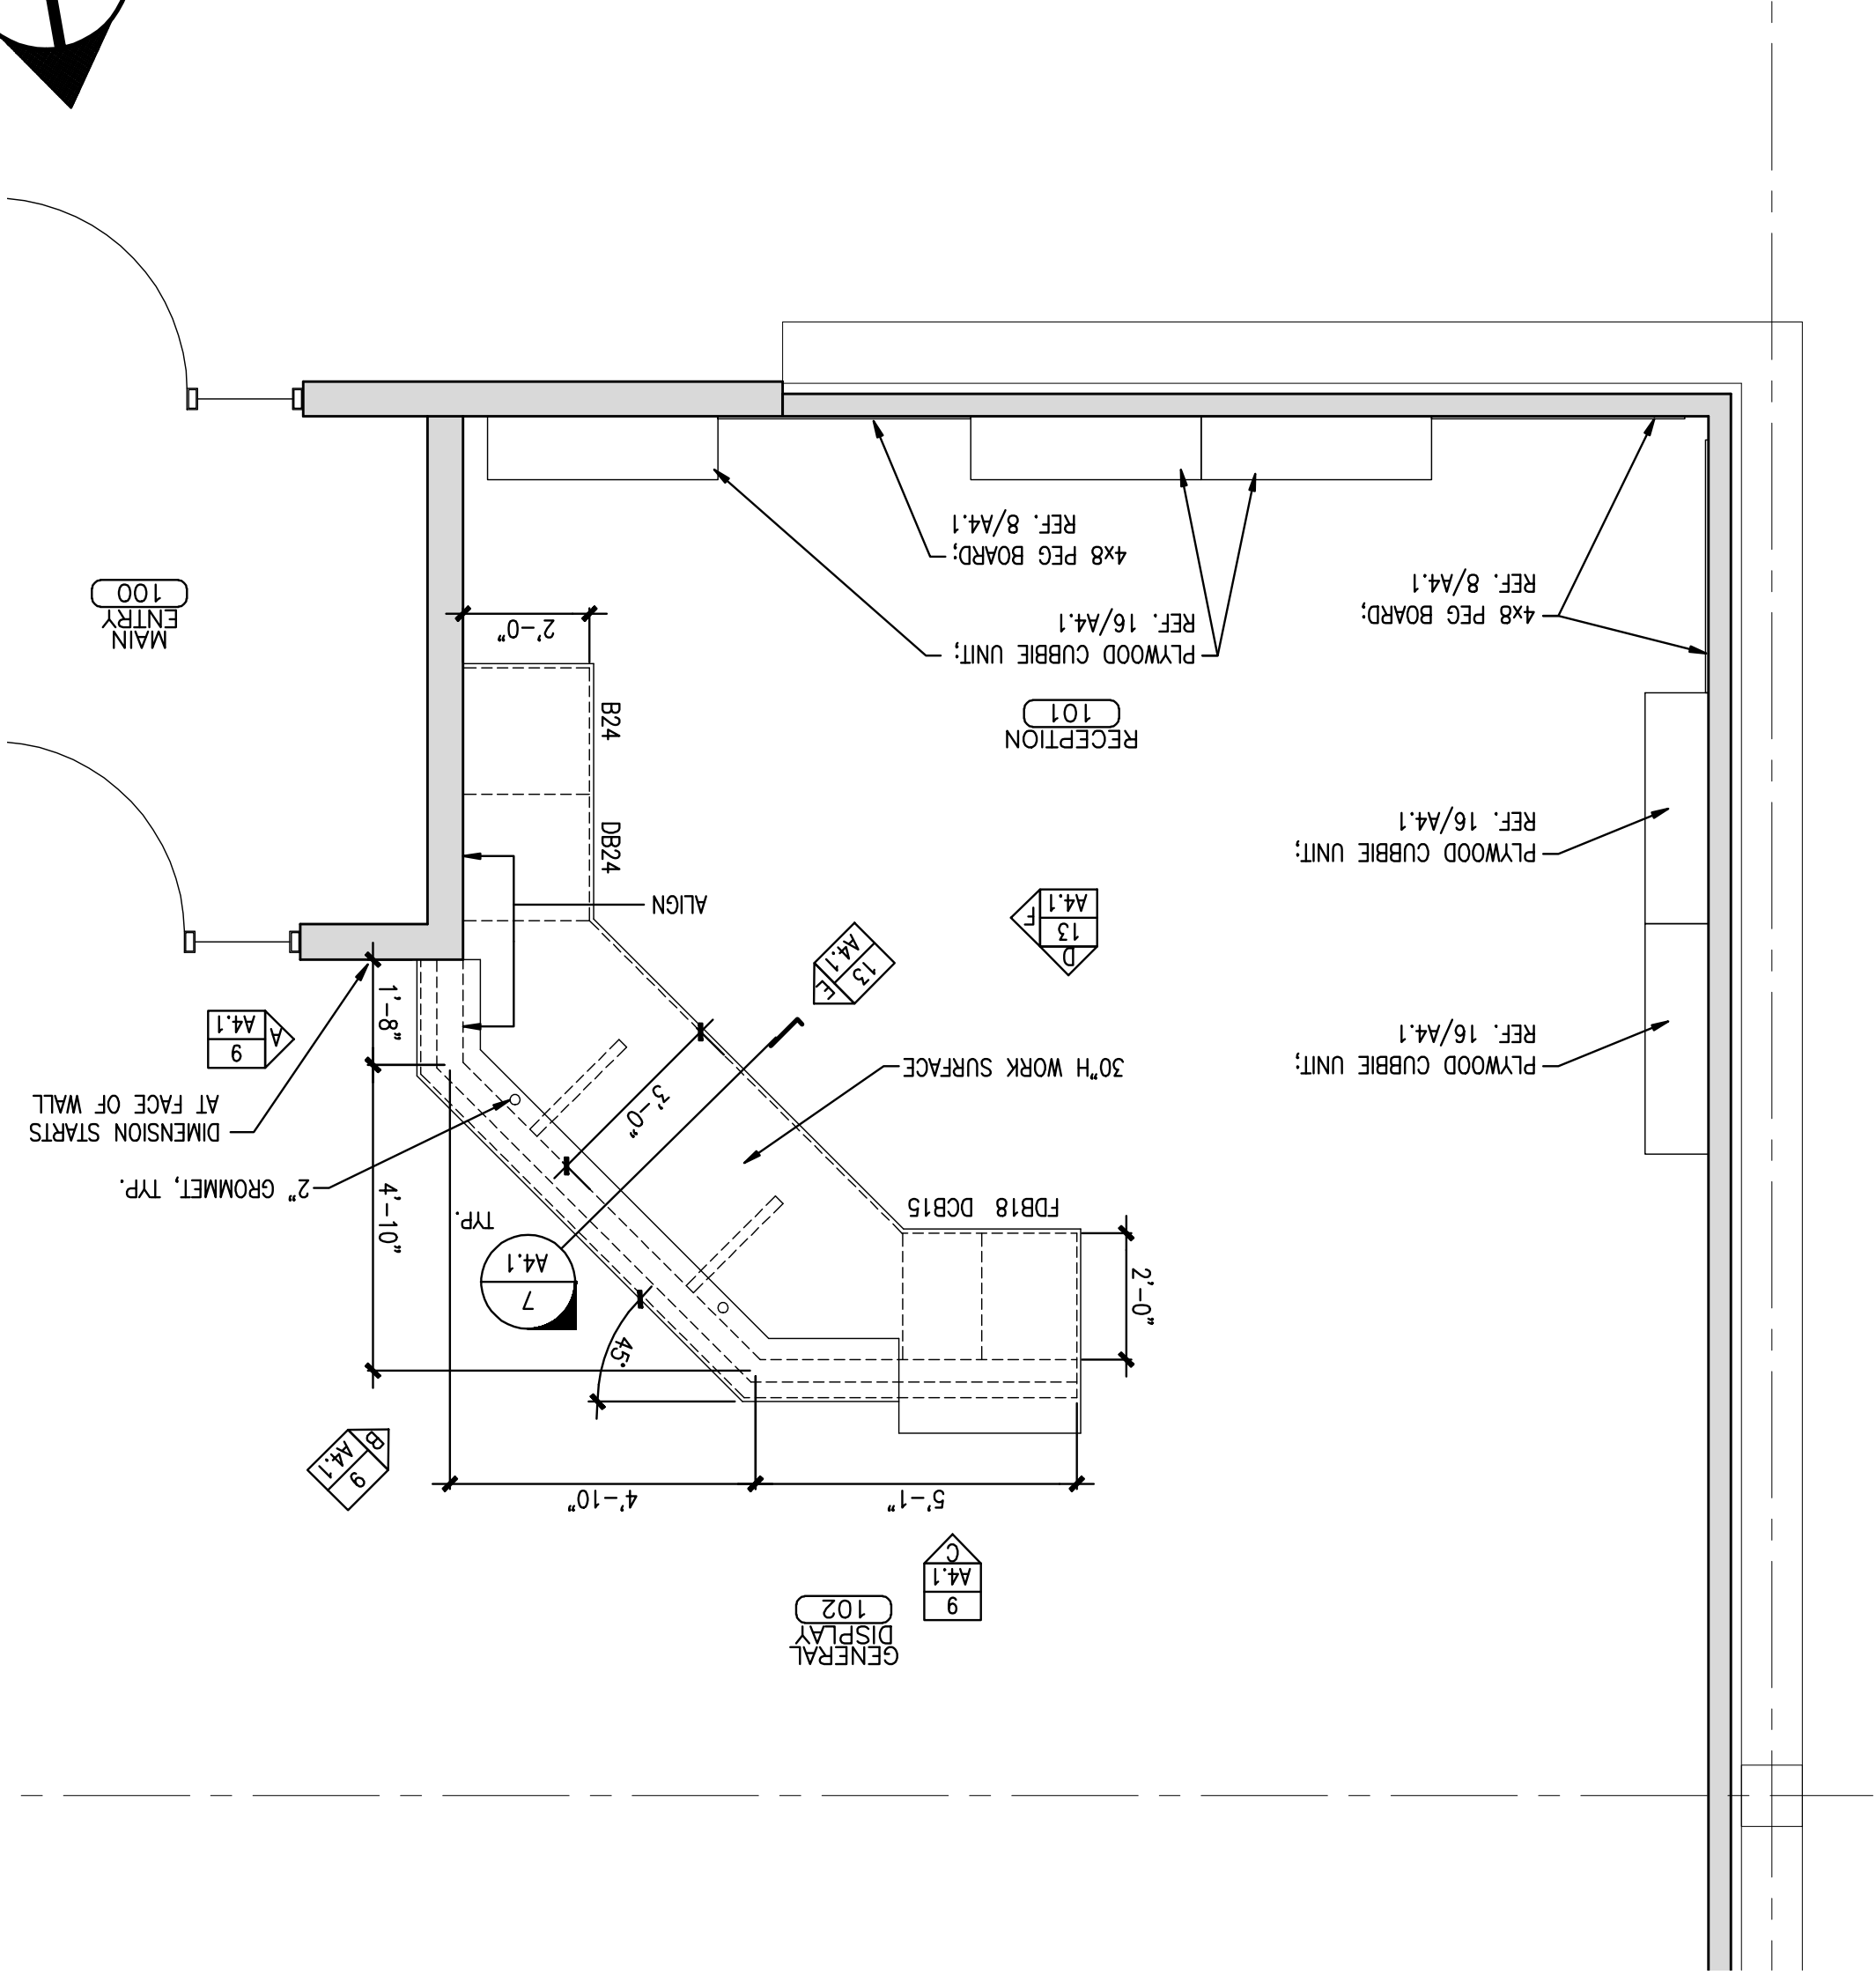 GENERAL
DISPLAY
102
9
A4.1
C
5'-1"
4'-10"
9
A4.1
B
45°
2'-0"
7
A4.1
TYP.
FDB18 DCB15
4'-10"
2" GROMMET, TYP.
DIMENSION STARTS
AT FACE OF WALL
3'-0"
30"H WORK SURFACE
PLYWOOD CUBBIE UNIT;
REF. 16/A4.1
9
A4.1
A
1'-8"
13
A4.1
E
D
13
A4.1
F
ALIGN
PLYWOOD CUBBIE UNIT;
REF. 16/A4.1
DB24
B24
RECEPTION
101
PLYWOOD CUBBIE UNIT;
REF. 16/A4.1
2'-0"
MAIN
ENTRY
100
4x8 PEG BOARD;
REF. 8/A4.1
4x8 PEG BOARD;
REF. 8/A4.1